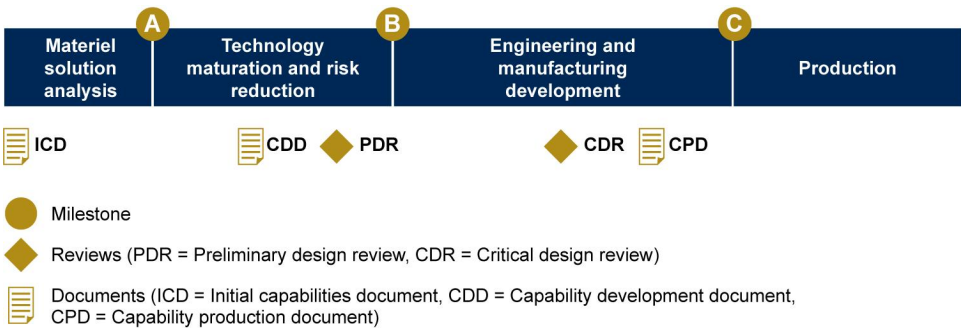 A
B
C
Materiel
solution
analysis
Technology
maturation and risk
reduction
Engineering and
manufacturing
development
Production
ICD
CDD
PDR
CDR
CPD
Milestone
Reviews (PDR = Preliminary design review, CDR = Critical design review)
Documents (ICD = Initial capabilities document, CDD = Capability development document,
CPD = Capability production document)